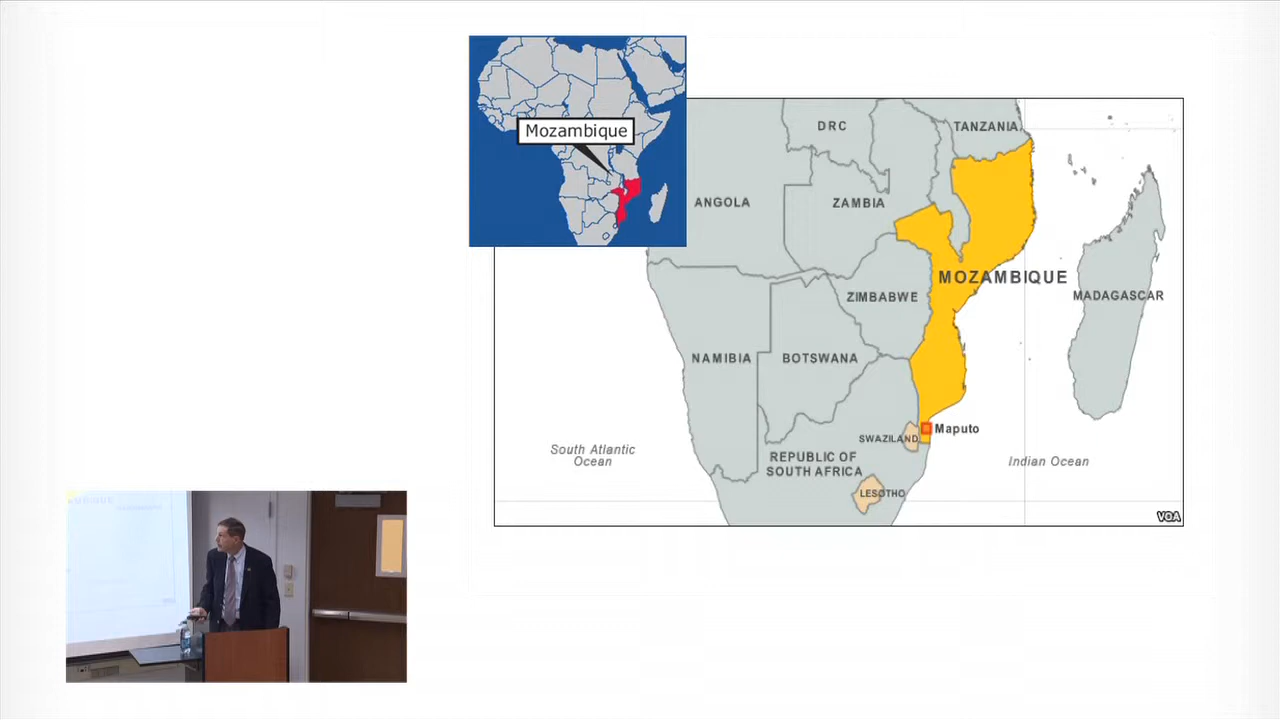 Mozambique
DRC
TANZANIA
ANGOLA
ZAMBIA
MOZAMBIQUE
ZIMBABWE
MADAGASCAR
NAMIBIA
BOTSWANA
Maputo
SWAZILAND
South Atlantic
Ocean
REPUBLIC OF
SOUTH AFRICA
Indian Ocean
LESOTHO
VOA